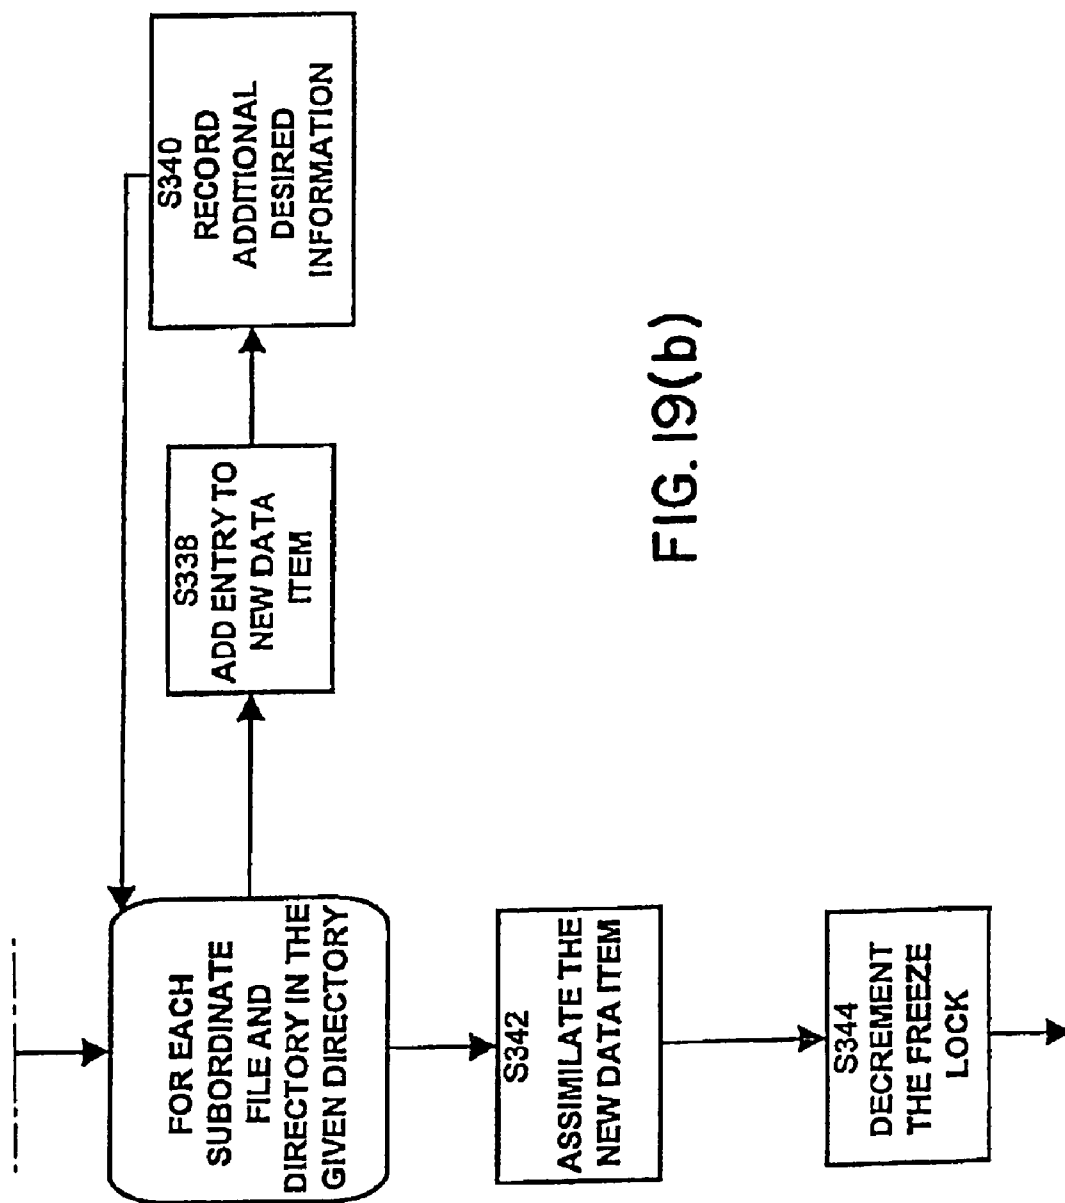 FOR EACH
SUBORDINATE
FILE AND
DIRECTORY IN THE
GIVEN DIRECTORY
S338
ADD ENTRY TO
NEW DATA
ITEM
S340
RECORD
ADDITIONAL
DESIRED
INFORMATION
S342
ASSIMILATE THE
NEW DATA ITEM
S344
DECREMENT
THE FREEZE
LOCK
FIG. 19(b)